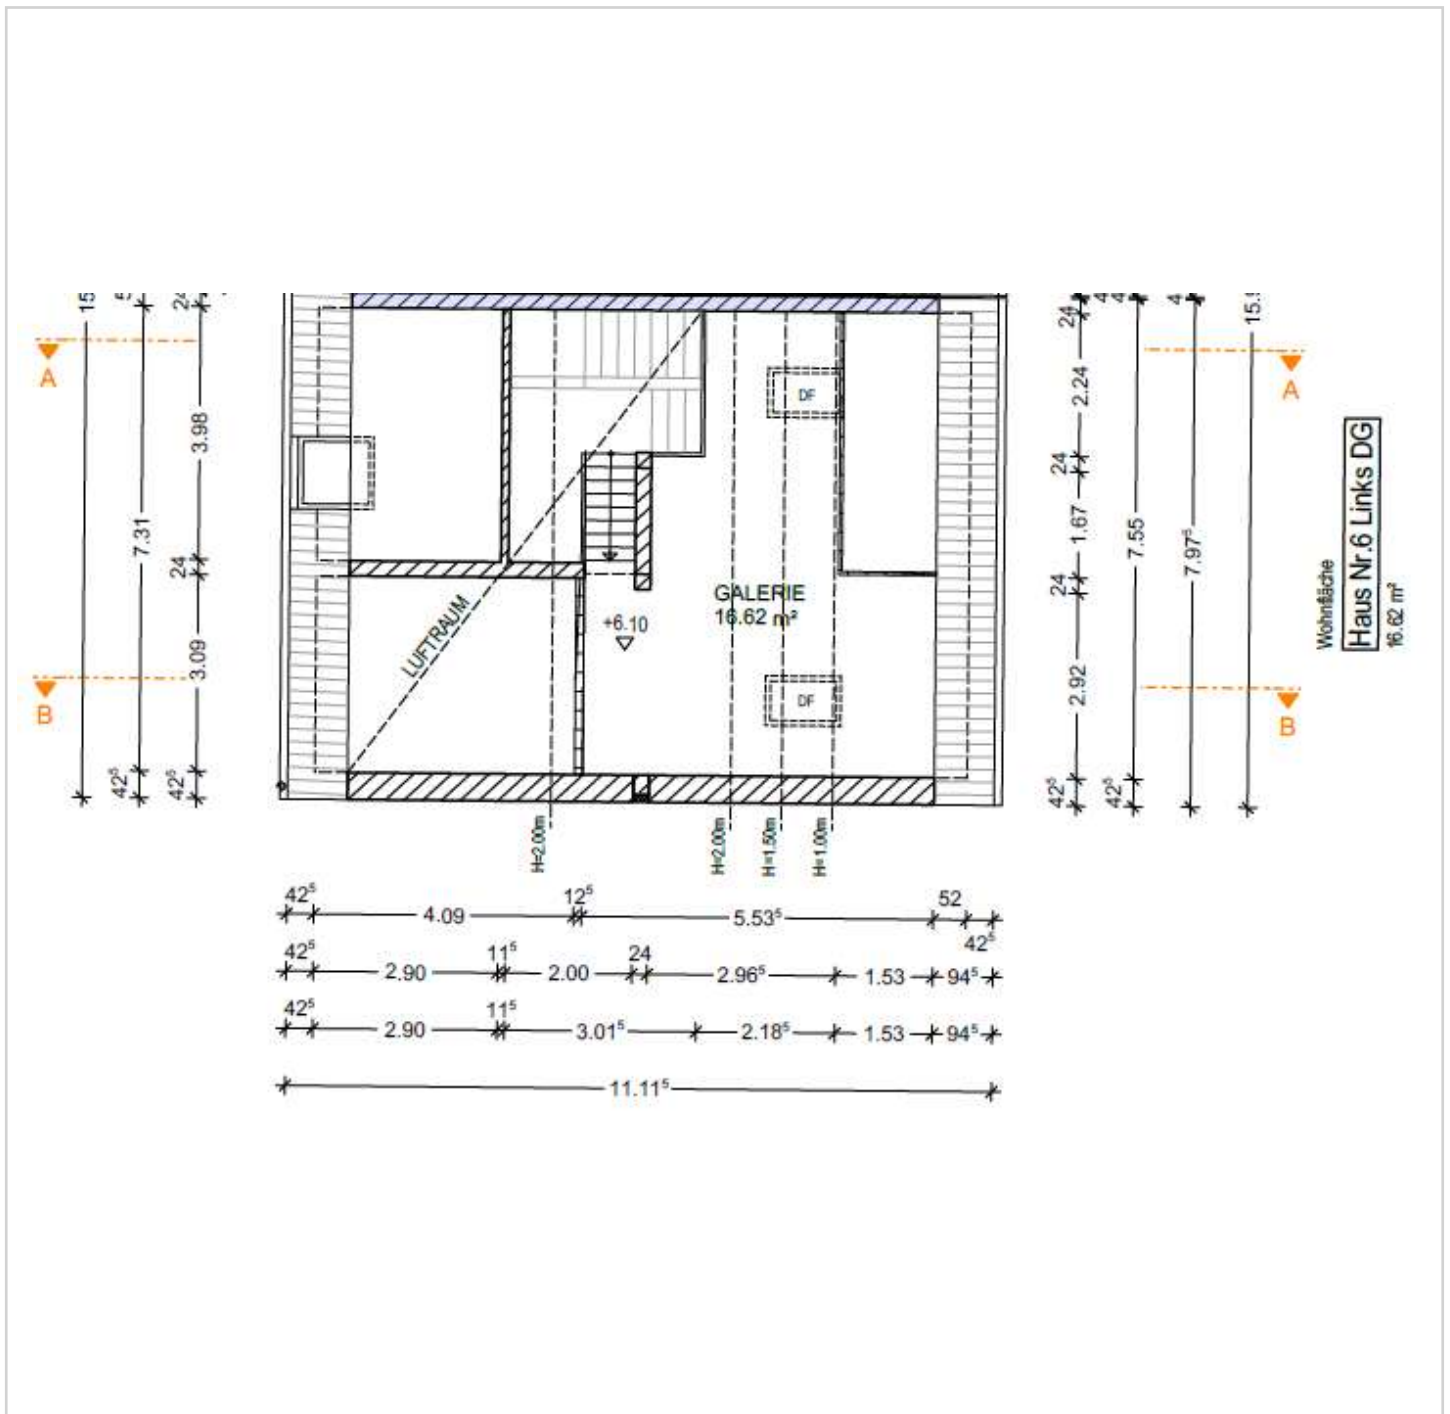 A
B
15
7.31
42⁵
24
3.98
24
3.09
42⁵
DF
GALERIE
16.62 m²
LUFTRAUM
+6.10
DF
H=2.00m
H=2.00m
H=1.50m
H=1.00m
24
2.24
24
1.67
24
2.92
42⁵
4
7.55
42⁵
4
7.97⁵
A
B
Wohnfläche
Haus Nr.6 Links DG
16.62 m²
42⁵ 4.09 12⁵ 5.53⁵ 52 42⁵
42⁵ 2.90 11⁵ 2.00 24 2.96⁵ 1.53 94⁵
42⁵ 2.90 11⁵ 3.01⁵ 2.18⁵ 1.53 94⁵
11.11⁵